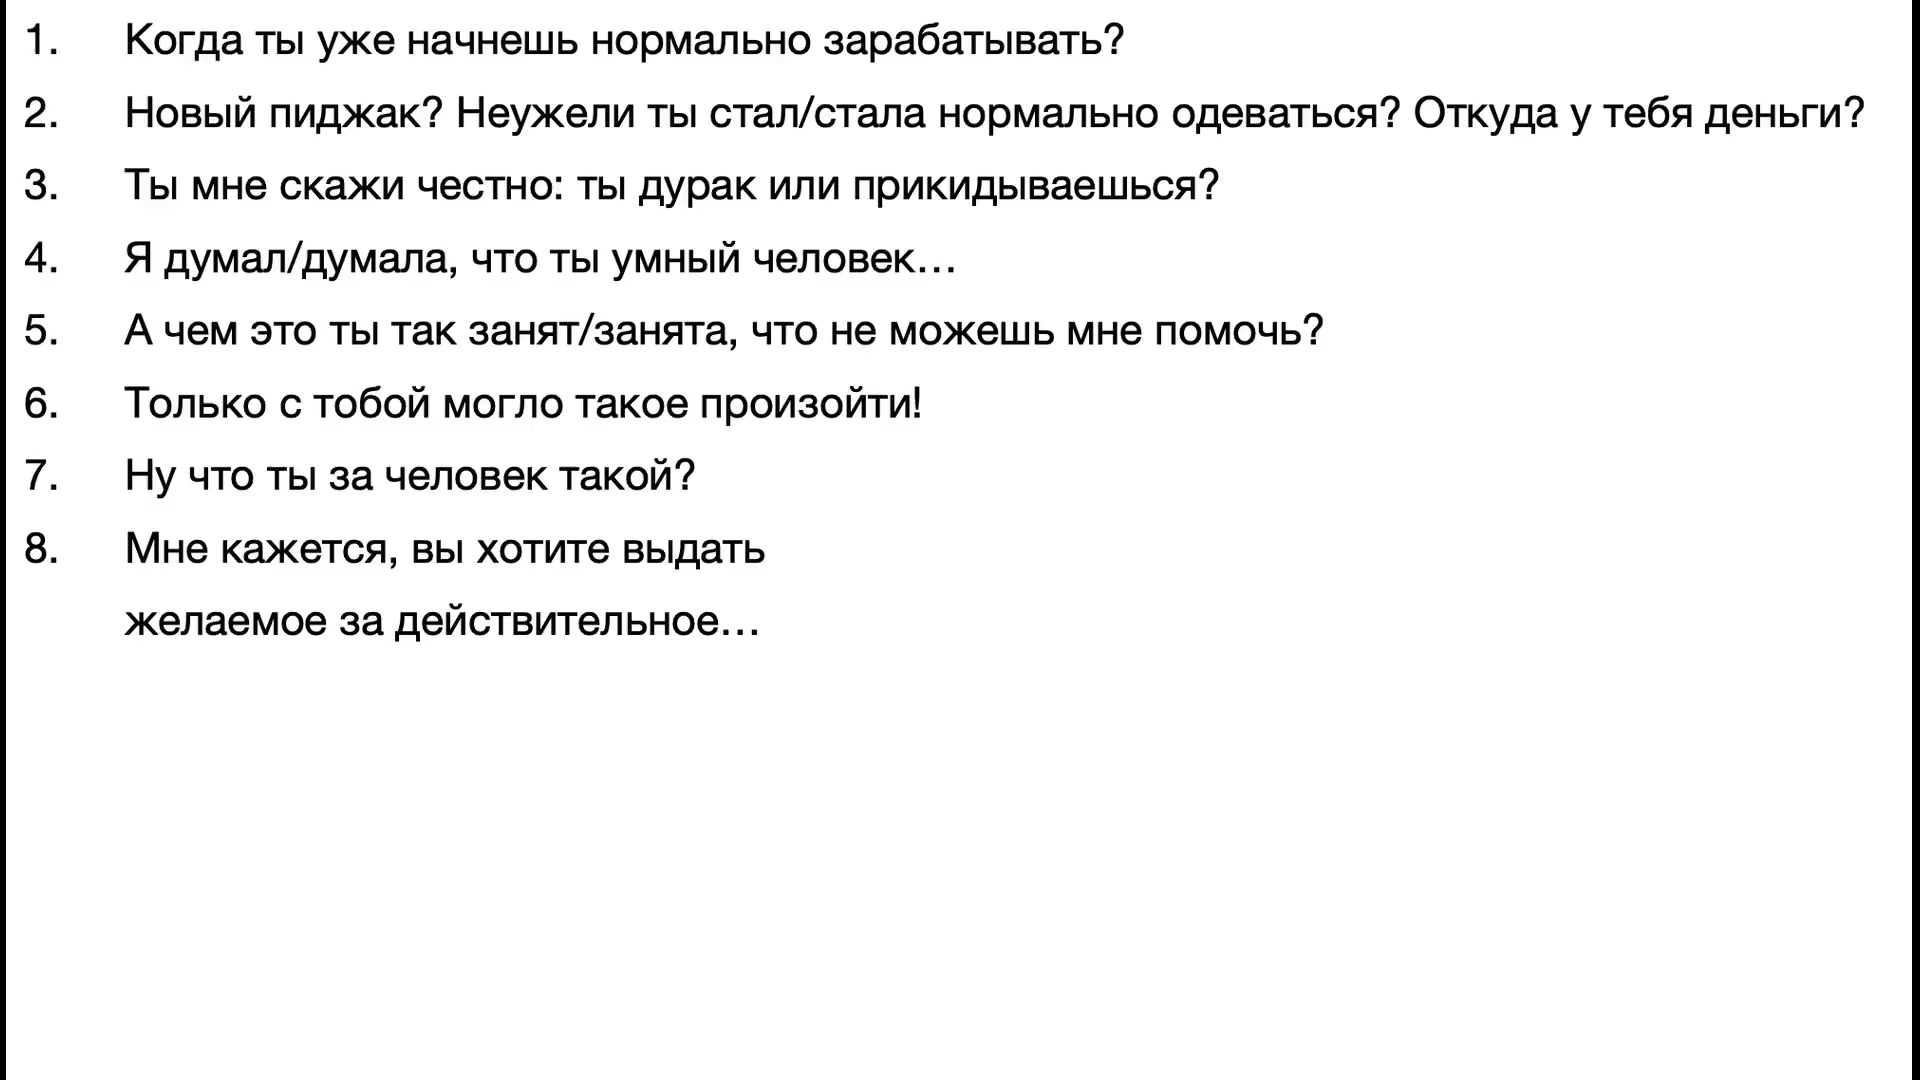 1. Когда ты уже начнешь нормально зарабатывать?
2. Новый пиджак? Неужели ты стал/стала нормально одеваться? Откуда у тебя деньги?
3. Ты мне скажи честно: ты дурак или прикидываешься?
4. Я думал/думала, что ты умный человек…
5. А чем это ты так занят/занята, что не можешь мне помочь?
6. Только с тобой могло такое произойти!
7. Ну что ты за человек такой?
8. Мне кажется, вы хотите выдать
желаемое за действительное…